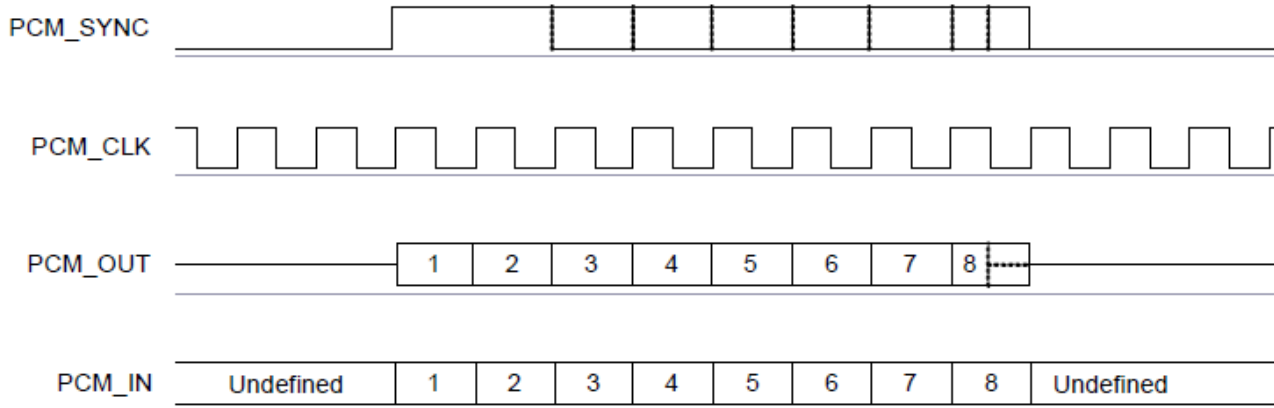 PCM_SYNC
PCM_CLK
PCM_OUT 1 2 3 4 5 6 7 8
PCM_IN Undefined 1 2 3 4 5 6 7 8 Undefined